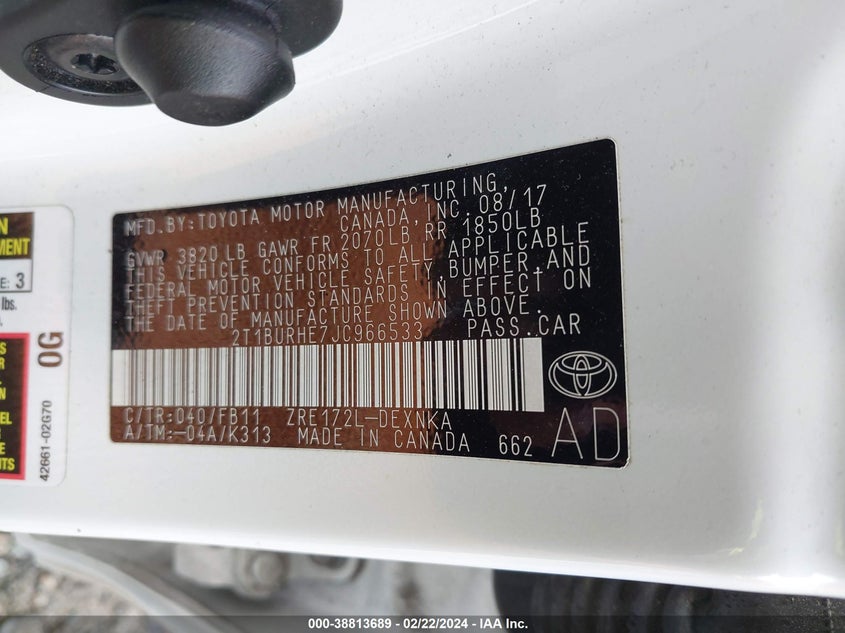 MFD.BY:TOYOTA MOTOR MANUFACTURING,
CANADA,INC. 08/17
GVWR 3820LB GAWR FR 2070LB,RR 1850LB
THIS VEHICLE CONFORMS TO ALL APPLICABLE
FEDERAL MOTOR VEHICLE SAFETY,BUMPER,AND
THEFT PREVENTION STANDARDS IN EFFECT ON
THE DATE OF MANUFACTURE SHOWN ABOVE.
2T1BURHE7JC966533 PASS.CAR
C/TR:040/FB11 ZRE172L-DEXNKA
A/TM:-04A/K313 MADE IN CANADA 662 AD
E: 3
lbs.
0G
42661-02G70
000-38813689 - 02/22/2024 - IAA Inc.